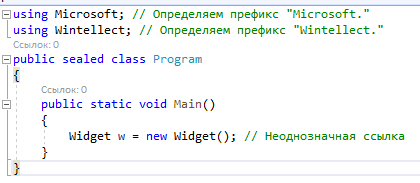 using Microsoft; // Определяем префикс "Microsoft."
using Wintellect; // Определяем префикс "Wintellect."
Ссылок: 0
public sealed class Program
{
Ссылок: 0
public static void Main()
{
Widget w = new Widget(); // Неоднозначная ссылка
}
}